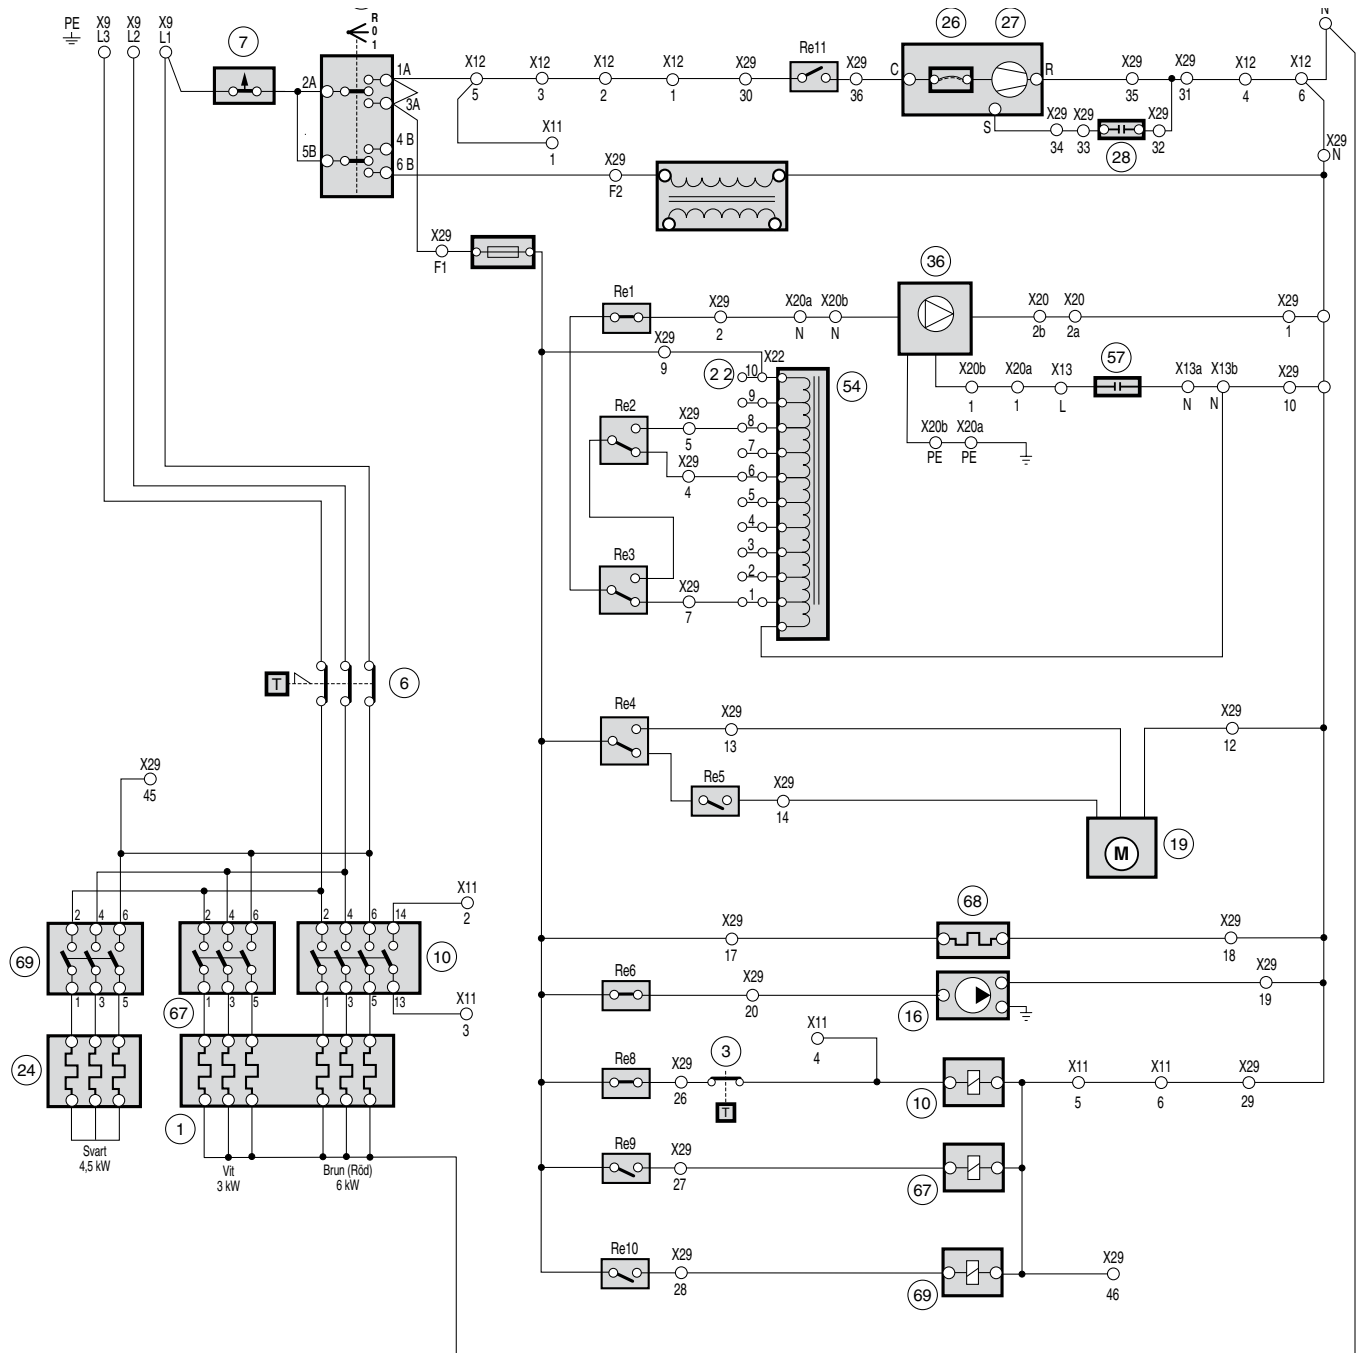 PE X9 X9 X9
L3 L2 L1
7
R
0
1
1A
2A
3A
4 B
5B
6 B
X12 X12 X12 X12 X29 Re11 X29
5 3 2 1 30 36
26 27
C R
S
X29 X29 X12 X12
35 31 4 6
N
X29 X29 X29
34 33 32
28
X29
N
X11
1
X29
F2
X29
F1
36
Re1 X29 X20a X20b X20 X20 X29
2 N N 2b 2a 1
X29 X22
9
2 2 10
54
57
X20b X20a X13 X13a X13b X29
1 1 L N N 10
X20b X20a
PE PE
Re2 X29
5
X29
4
9
8
7
6
5
4
3
2
1
Re3 X29
7
T
6
Re4 X29 X29
13 12
Re5 X29
14
M
19
X29
45
X11
2
2 4 6 2 4 6 2 4 6 14
69 10
1 3 5 1 3 5 1 3 5 13
67
X11
3
24
1
Svart
4,5 kW
Vit
3 kW
Brun (Röd)
6 kW
68
X29 X29
17 18
Re6 X29 X29
20 19
16
X11
4
3
Re8 X29
26
T
10
X11 X11 X29
5 6 29
Re9 X29
27
67
Re10 X29
28
69
X29
46